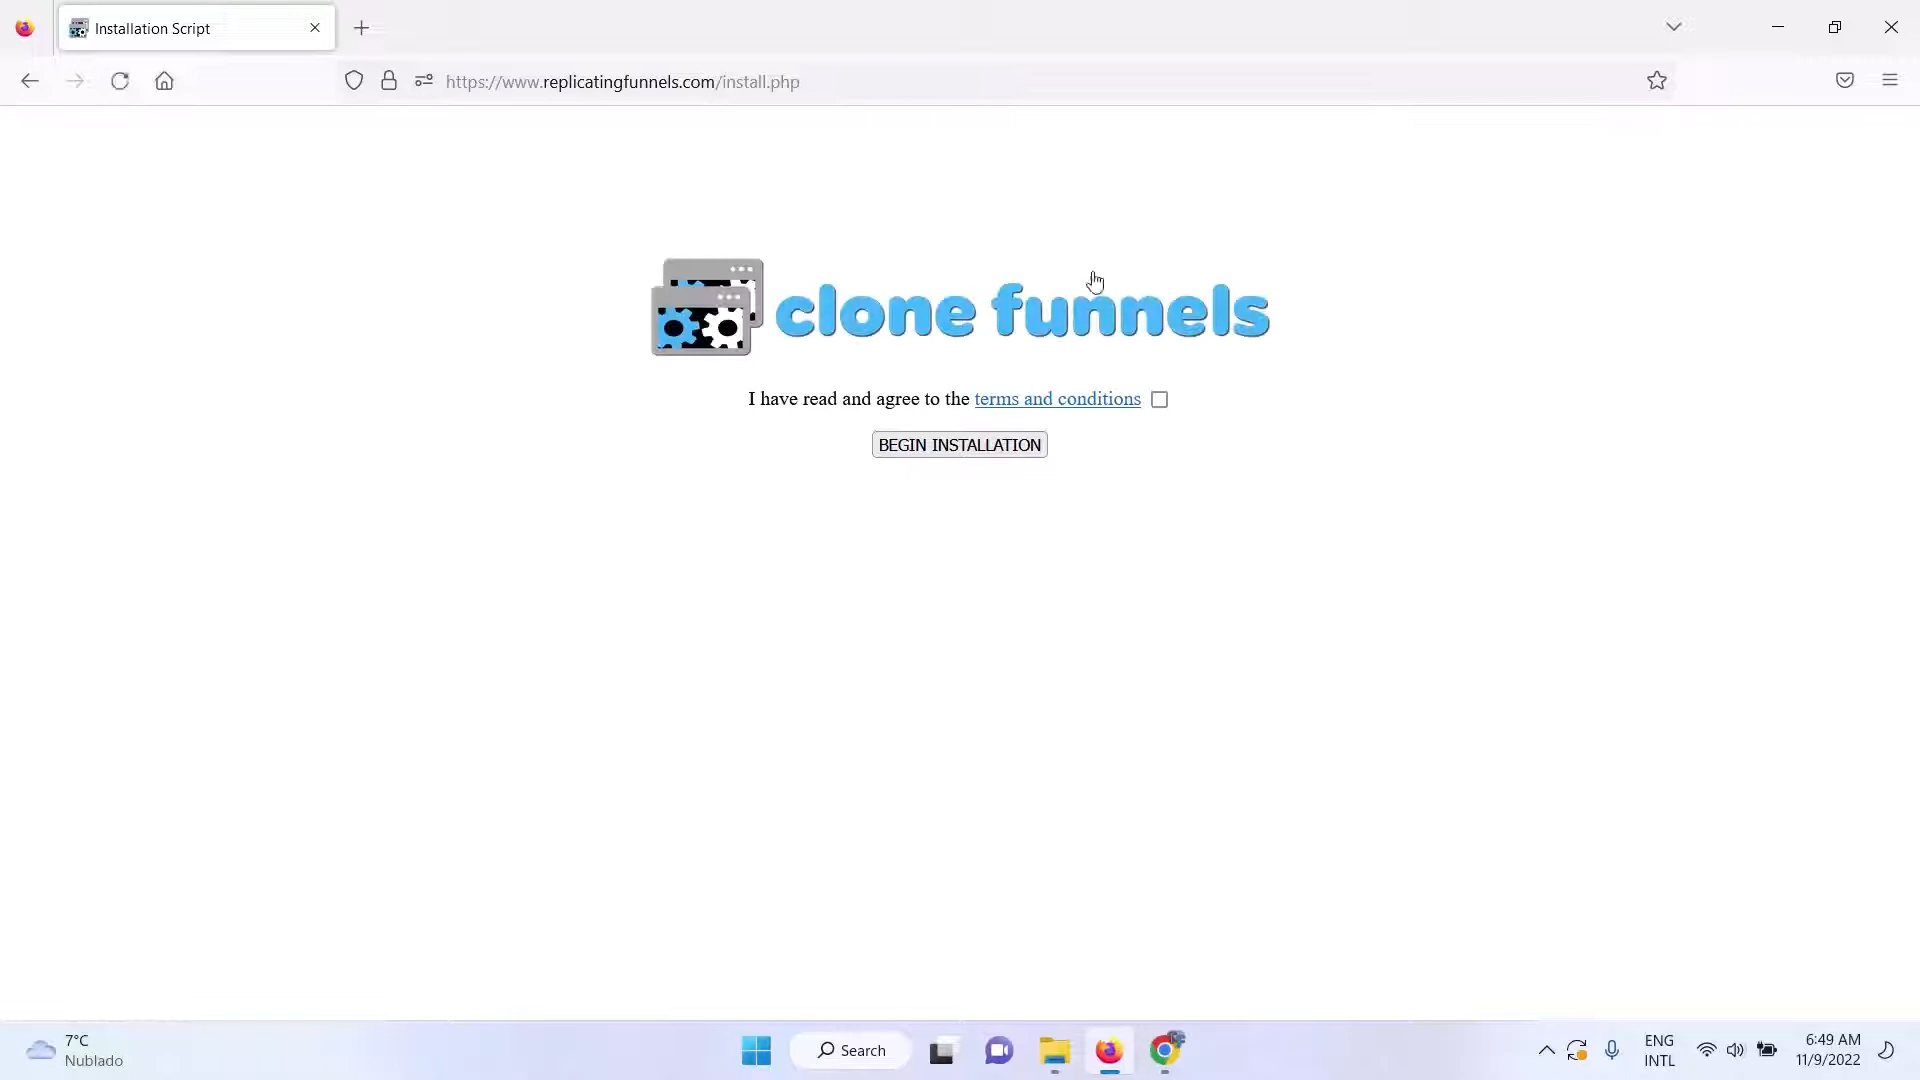 Installation Script
https://www.replicatingfunnels.com/install.php
clone funnels
I have read and agree to the terms and conditions
BEGIN INSTALLATION
7°C
Nublado
Search
ENG
INTL
6:49 AM
11/9/2022